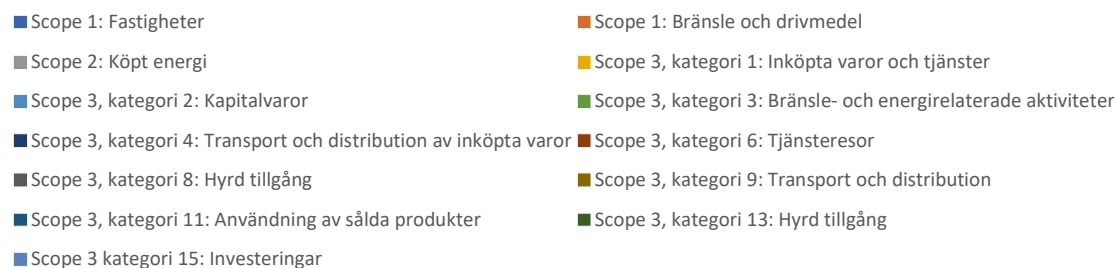 Scope 1: Fastigheter
Scope 1: Bränsle och drivmedel
Scope 2: Köpt energi
Scope 3, kategori 1: Inköpta varor och tjänster
Scope 3, kategori 2: Kapitalvaror
Scope 3, kategori 3: Bränsle- och energirelaterade aktiviteter
Scope 3, kategori 4: Transport och distribution av inköpta varor
Scope 3, kategori 6: Tjänsteresor
Scope 3, kategori 8: Hyrd tillgång
Scope 3, kategori 9: Transport och distribution
Scope 3, kategori 11: Användning av sålda produkter
Scope 3, kategori 13: Hyrd tillgång
Scope 3 kategori 15: Investeringar